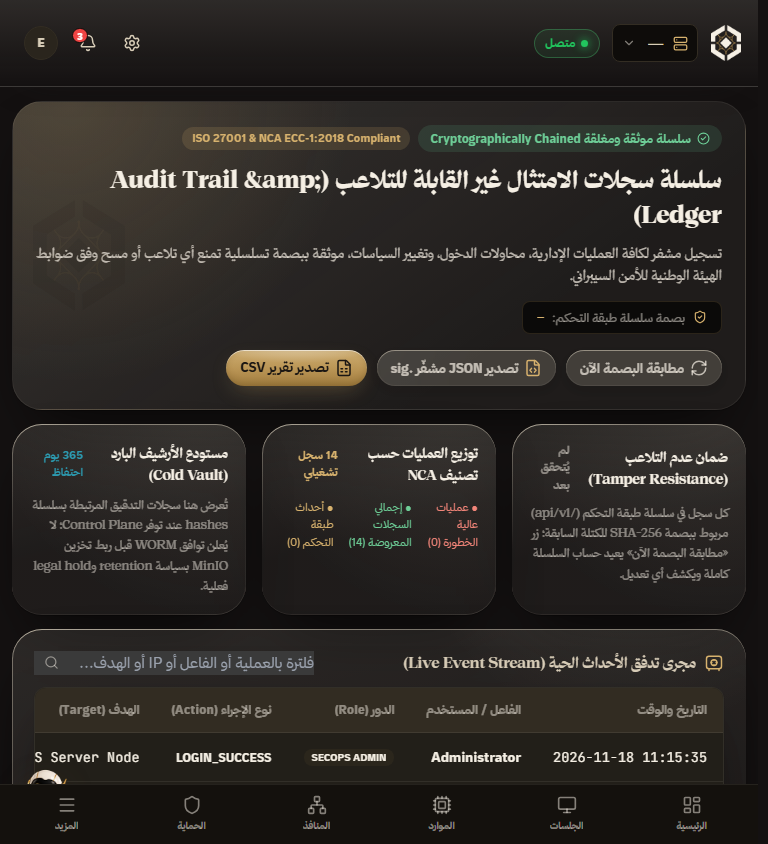 — متصل
3 E
سلسلة موثقة ومغلقة Cryptographically Chained ISO 27001 & NCA ECC-1:2018 Compliant
سلسلة سجلات الامتثال غير القابلة للتلاعب (Audit Trail &amp;
Ledger)
تسجيل مشفر لكافة العمليات الإدارية، محاولات الدخول، وتغيير السياسات، موثقة ببصمة تسلسلية تمنع أي تلاعب أو مسح وفق ضوابط
الهيئة الوطنية للأمن السيبراني.
بصمة سلسلة طبقة التحكم: —
مطابقة البصمة الآن تصدير JSON مشفّر .sig تصدير تقرير CSV
ضمان عدم التلاعب
(Tamper Resistance)
لم
يُتحقق
بعد
كل سجل في سلسلة طبقة التحكم (/api/v1)
مربوط ببصمة SHA-256 للكتلة السابقة؛ زر
«مطابقة البصمة الآن» يعيد حساب السلسلة
كاملة ويكشف أي تعديل.
توزيع العمليات حسب
تصنيف NCA
14 سجل
تشغيلي
● عمليات
عالية
الخطورة (0)
● إجمالي
السجلات
المعروضة (14)
● أحداث
طبقة
التحكم (0)
مستودع الأرشيف البارد
(Cold Vault)
365 يوم
احتفاظ
تُعرض هنا سجلات التدقيق المرتبطة بسلسلة
hashes عند توفر Control Plane؛ لا
يُعلن توافق WORM قبل ربط تخزين
MinIO بسياسة retention وlegal hold
فعلية.
مجرى تدفق الأحداث الحية (Live Event Stream)
فلترة بالعملية أو الفاعل أو IP أو الهدف...
التاريخ والوقت الفاعل / المستخدم الدور (Role) نوع الإجراء (Action) الهدف (Target)
2026-11-18 11:15:35 Administrator SECOPS ADMIN LOGIN_SUCCESS S Server Node
الرئيسية الجلسات الموارد المنافذ الحماية المزيد